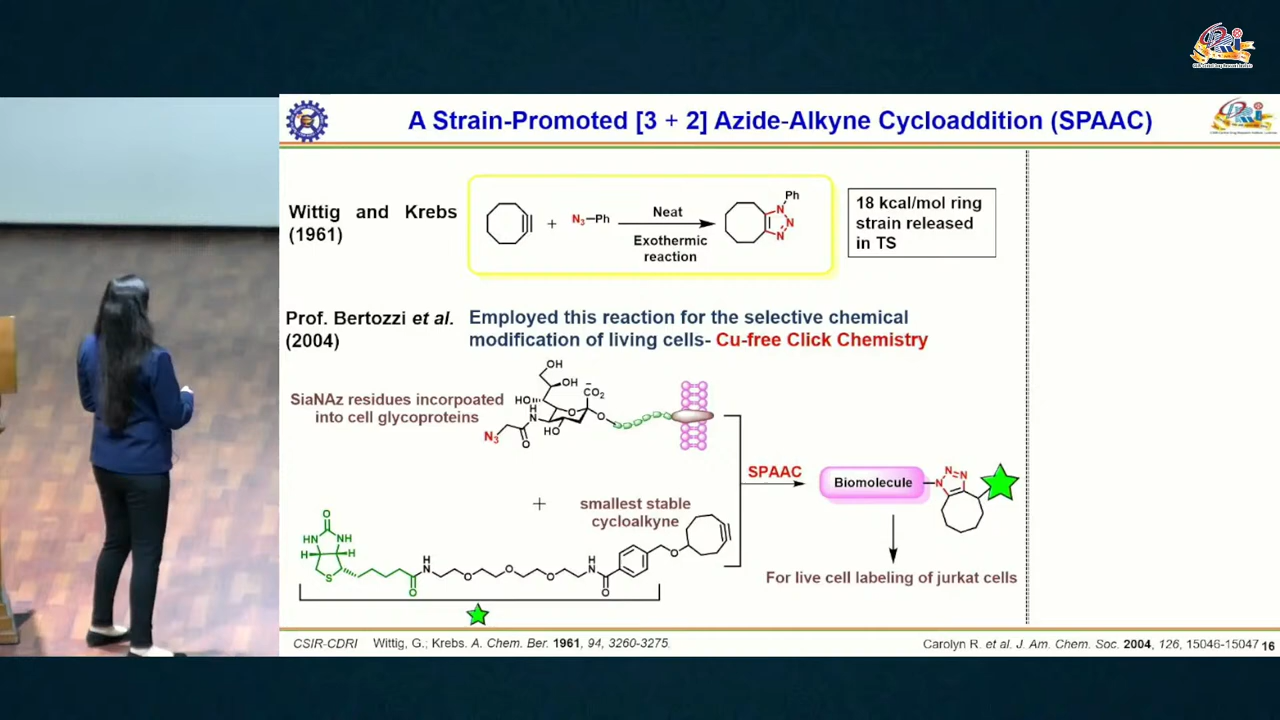 A Strain-Promoted [3 + 2] Azide-Alkyne Cycloaddition (SPAAC)
Wittig and Krebs
(1961)
+
N3–Ph
Neat
Exothermic
reaction
Ph
N
N
N
18 kcal/mol ring
strain released
in TS
Prof. Bertozzi et al.
(2004)
Employed this reaction for the selective chemical
modification of living cells- Cu-free Click Chemistry
SiaNAz residues incorpoated
into cell glycoproteins
OH
OH
HO
CO2
−
H
N
O
O
HO
N3
O
SPAAC
Biomolecule
N
N
N
+
smallest stable
cycloalkyne
O
HN
NH
H
H
S
O
H
N
O
O
O
H
N
O
O
For live cell labeling of jurkat cells
CSIR-CDRI
Wittig, G.; Krebs. A. Chem. Ber. 1961, 94, 3260-3275.
Carolyn R. et al. J. Am. Chem. Soc. 2004, 126, 15046-15047
16